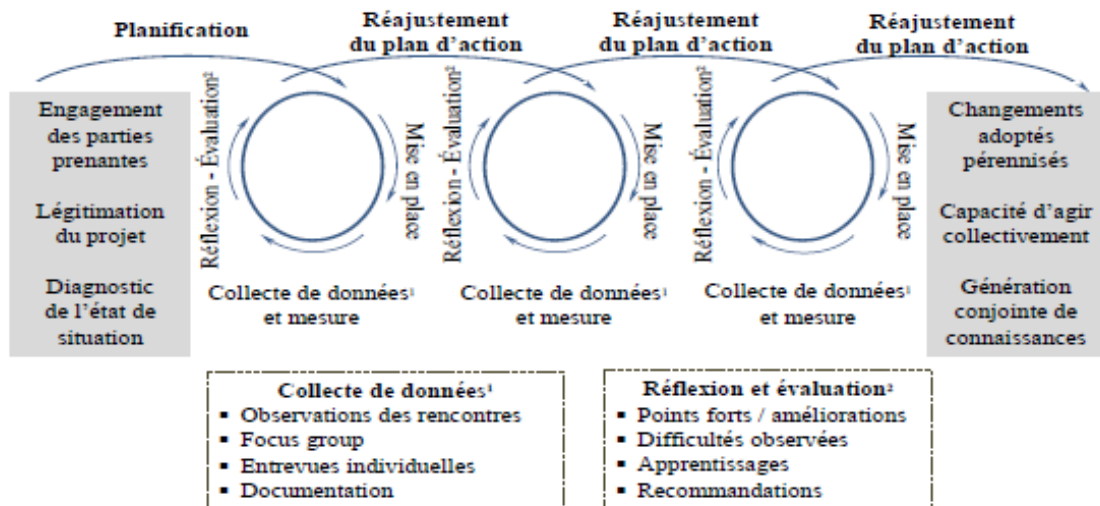 Planification
Réajustement
du plan d’action
Réajustement
du plan d’action
Réajustement
du plan d’action
Engagement
des parties
prenantes
Légitimation
du projet
Diagnostic
de l’état de
situation
Réflexion - Évaluation²
Mise en place
Collecte de données¹
et mesure
Réflexion - Évaluation²
Mise en place
Collecte de données¹
et mesure
Réflexion - Évaluation²
Mise en place
Collecte de données¹
et mesure
Changements
adoptés
pérennisés
Capacité d’agir
collectivement
Génération
conjointe de
connaissances
Collecte de données¹
▪ Observations des rencontres
▪ Focus group
▪ Entrevues individuelles
▪ Documentation
Réflexion et évaluation²
▪ Points forts / améliorations
▪ Difficultés observées
▪ Apprentissages
▪ Recommandations